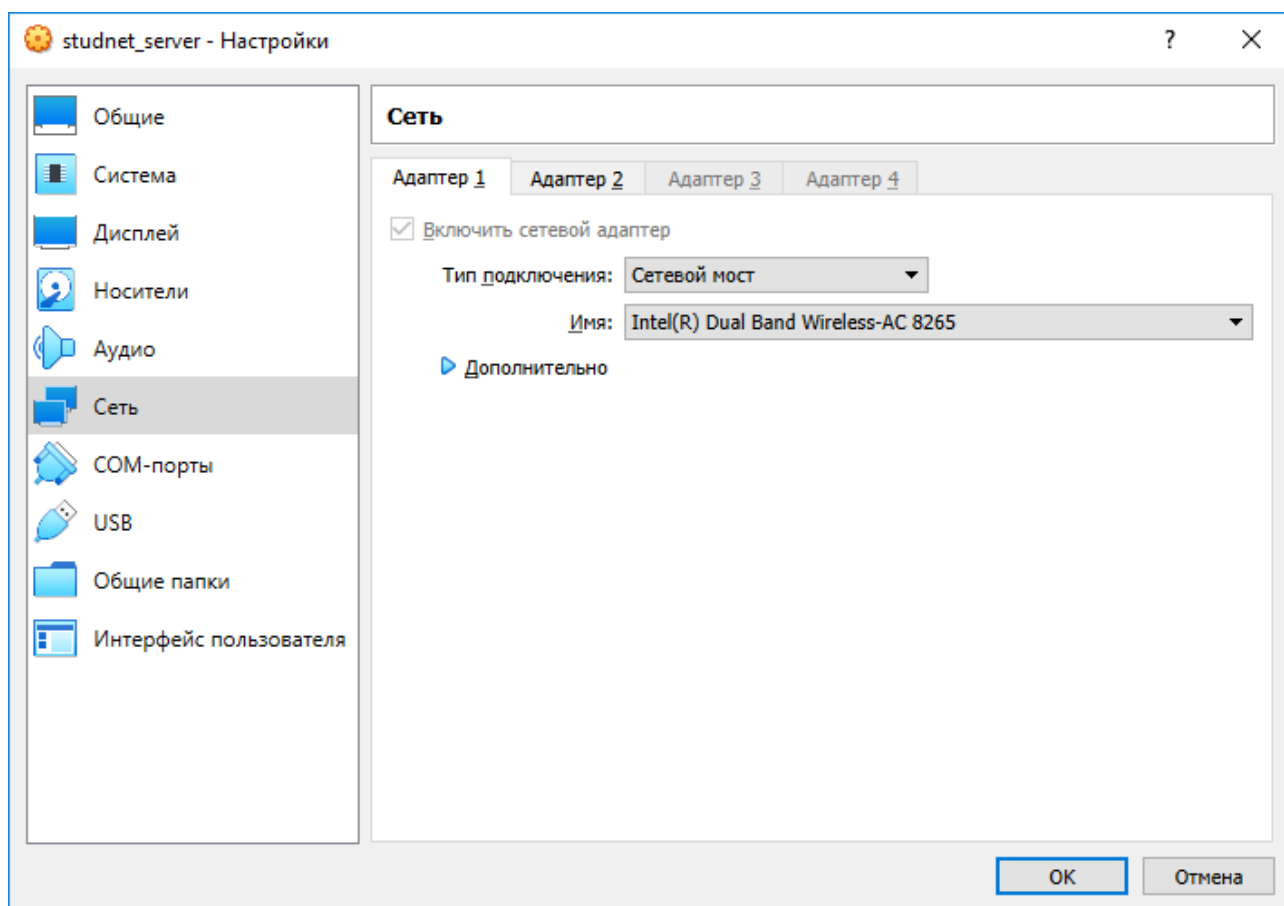 studnet_server - Настройки
?
Общие
Система
Дисплей
Носители
Аудио
Сеть
COM-порты
USB
Общие папки
Интерфейс пользователя
Сеть
Адаптер 1 Адаптер 2 Адаптер 3 Адаптер 4
Включить сетевой адаптер
Тип подключения: Сетевой мост
Имя: Intel(R) Dual Band Wireless-AC 8265
Дополнительно
OK Отмена